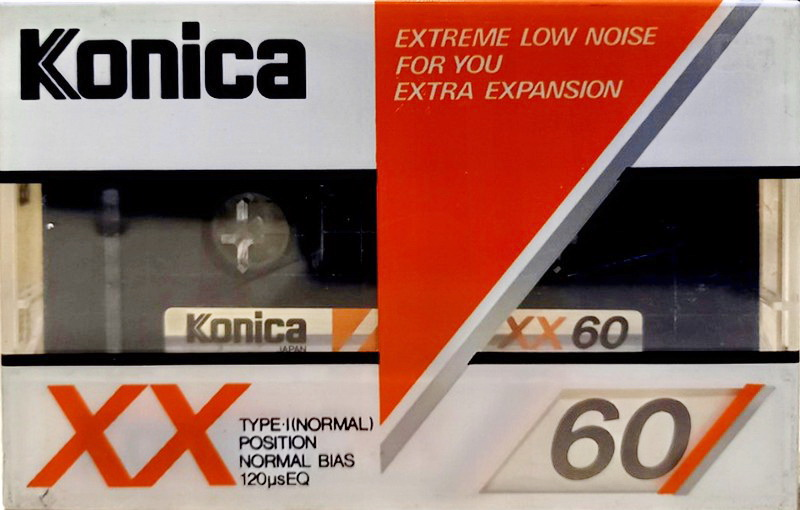 Konica
EXTREME LOW NOISE
FOR YOU
EXTRA EXPANSION
Konica
JAPAN
XX 60
XX
TYPE·I(NORMAL)
POSITION
NORMAL BIAS
120µsEQ
60